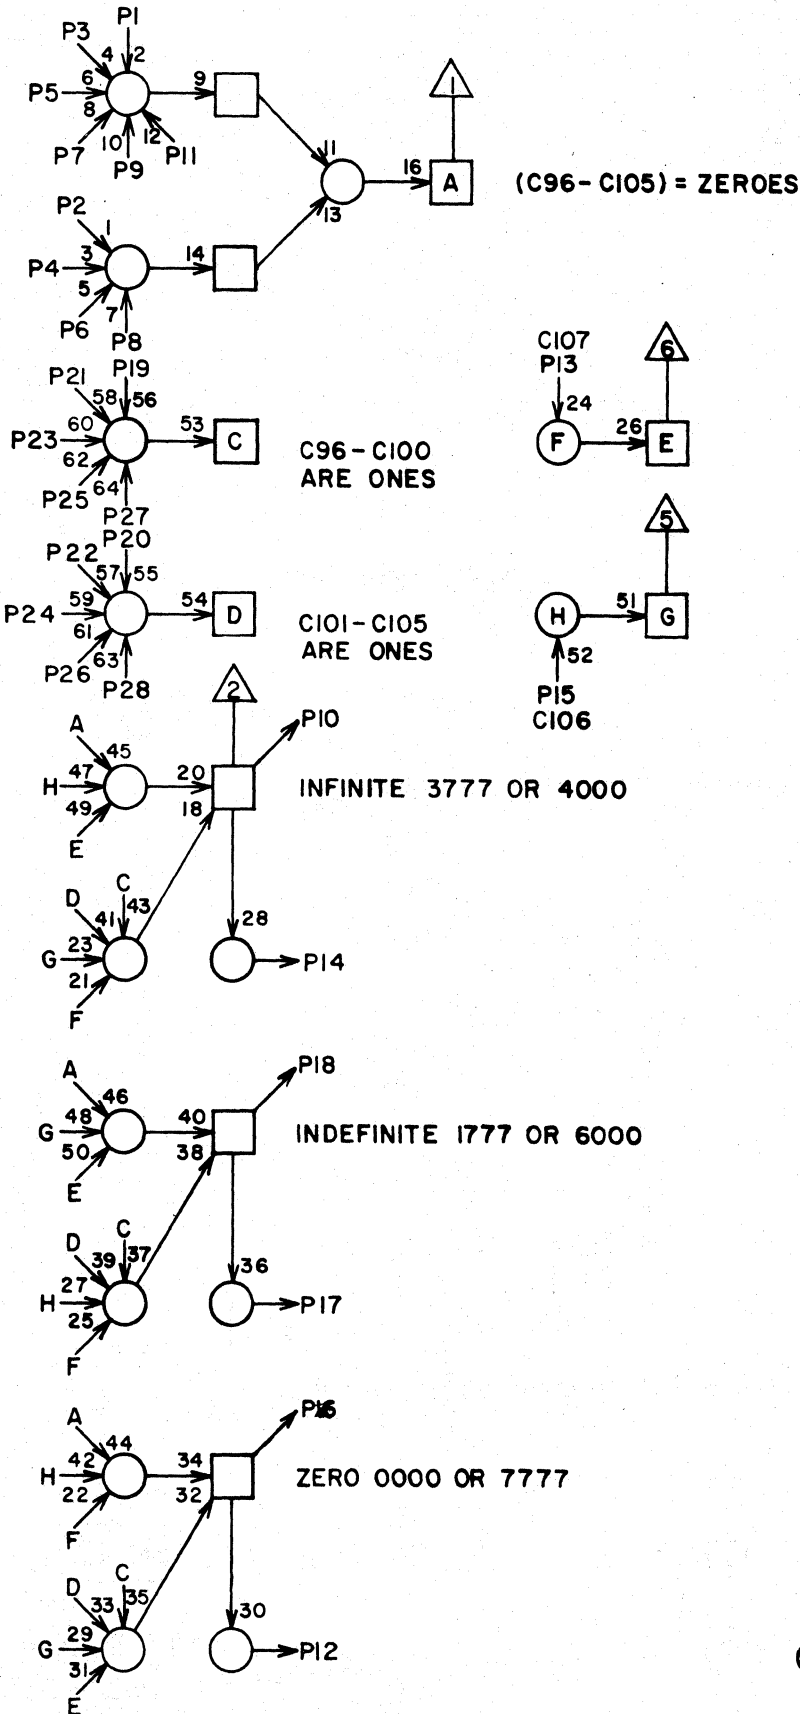 P1
P3
4 2
P5 6 9
8
10 12
P7 P9 P11
1
11
16 A (C96-C105) = ZEROES
13
P2
1
P4 3 14
5
7
P6
P8
P19
P21
58 56
P23 60 53 C
62
64
P25
P27
C96-C100
ARE ONES
C107
P13
24
F 26 E
6
P20
P22
57 55
P24 59 54 D
61
63
P26
P28
C101-C105
ARE ONES
5
H 51 G
52
P15
C106
2
P10
A
45
H 47 20
49 18
E
INFINITE 3777 OR 4000
C
D
41 43
G 23
21
F
28
P14
P18
A
46
G 48 40
50 38
E
INDEFINITE 1777 OR 6000
C
D
39 37
H 27
25
F
36
P17
A
44
H 42 34
22 32
F
ZERO 0000 OR 7777
C
D
33 35
G 29
31
E
30
P12